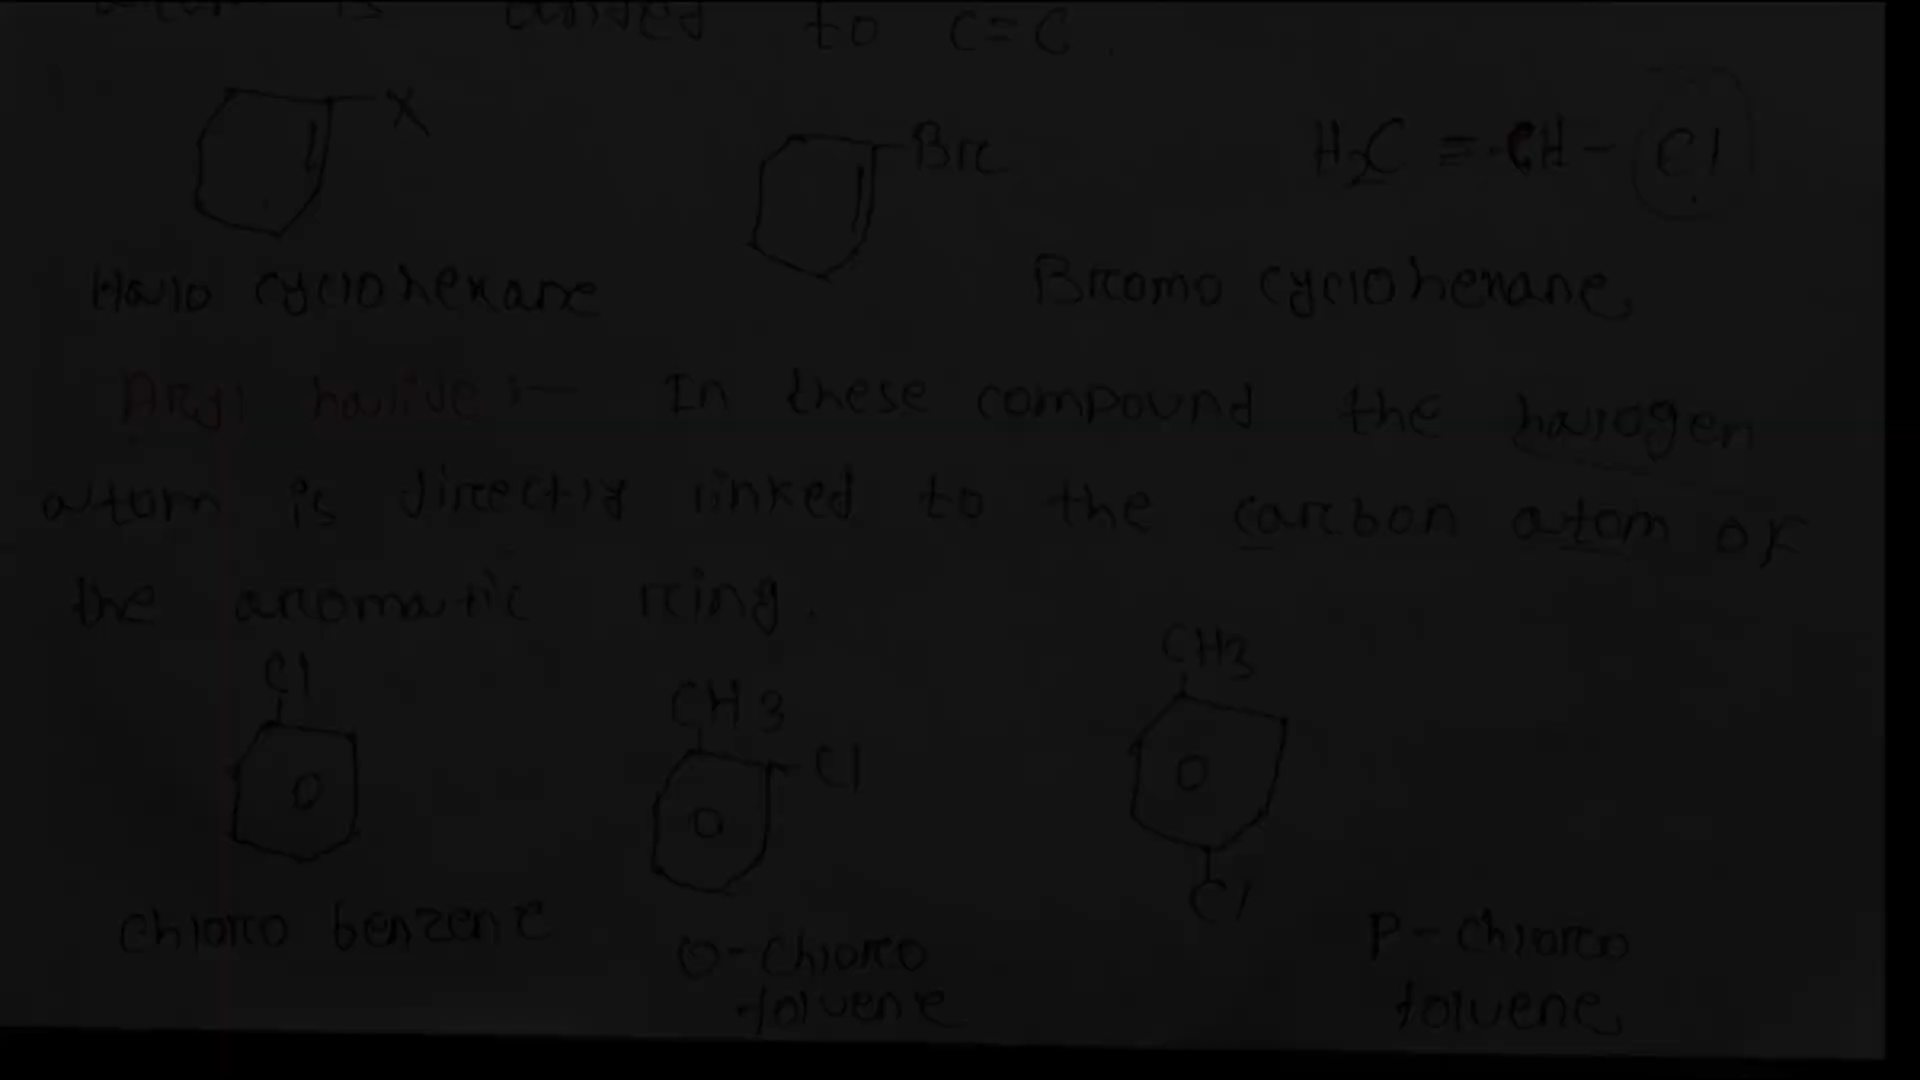 is bonded to C=C
X
Br
H2C = CH - Cl
Halo cyclohexane
Bromo cyclohexane
Aryl halide :- In these compound the halogen
atom is directly linked to the carbon atom of
the aromatic ring.
Cl
CH3
Cl
CH3
Cl
Chloro benzene
O-Chloro
toluene
P-Chloro
toluene